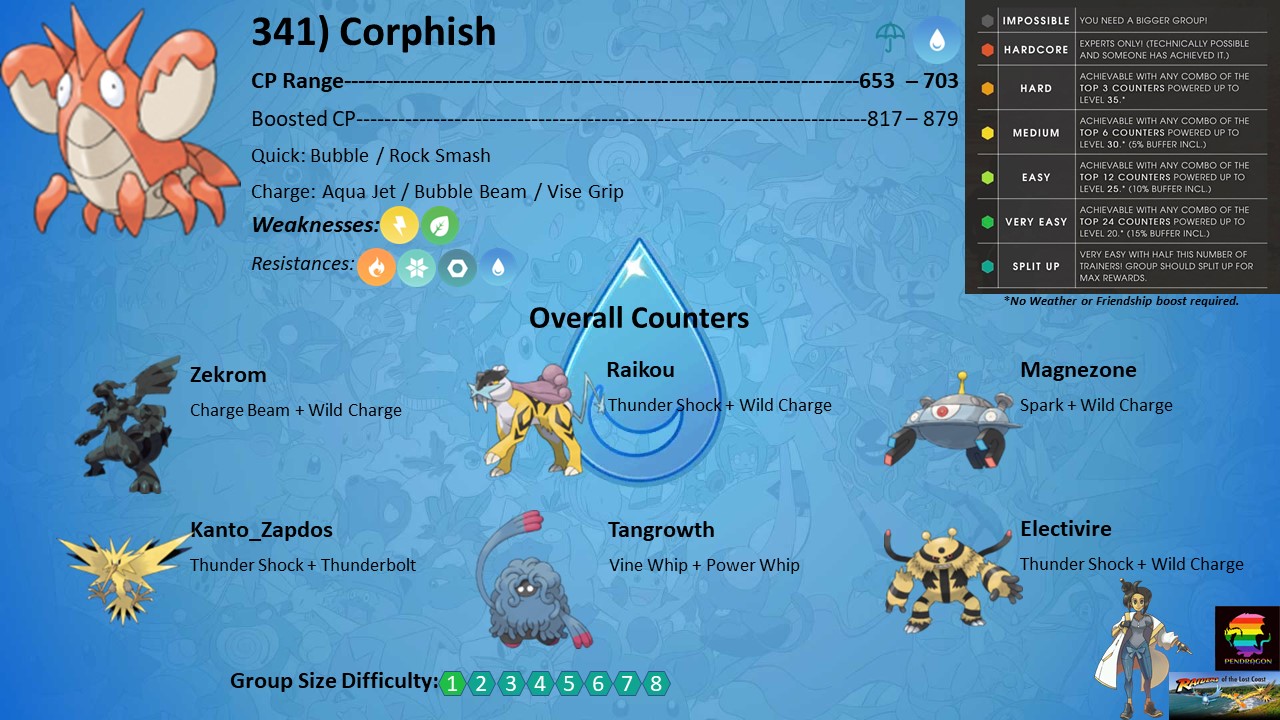 341) Corphish
CP Range---------------------------------------------------------------------653 – 703
Boosted CP---------------------------------------------------------------------817 – 879
Quick: Bubble / Rock Smash
Charge: Aqua Jet / Bubble Beam / Vise Grip
Weaknesses:
Resistances:
IMPOSSIBLE YOU NEED A BIGGER GROUP!
HARDCORE EXPERTS ONLY! (TECHNICALLY POSSIBLE
AND SOMEONE HAS ACHIEVED IT.)
HARD ACHIEVABLE WITH ANY COMBO OF THE
TOP 3 COUNTERS POWERED UP TO
LEVEL 35.*
MEDIUM ACHIEVABLE WITH ANY COMBO OF THE
TOP 6 COUNTERS POWERED UP TO
LEVEL 30.* (5% BUFFER INCL.)
EASY ACHIEVABLE WITH ANY COMBO OF THE
TOP 12 COUNTERS POWERED UP TO
LEVEL 25.* (10% BUFFER INCL.)
VERY EASY ACHIEVABLE WITH ANY COMBO OF THE
TOP 24 COUNTERS POWERED UP TO
LEVEL 20.* (15% BUFFER INCL.)
SPLIT UP VERY EASY WITH HALF THIS NUMBER OF
TRAINERS! GROUP SHOULD SPLIT UP FOR
MAX REWARDS.
*No Weather or Friendship boost required.
Overall Counters
Zekrom
Charge Beam + Wild Charge
Raikou
Thunder Shock + Wild Charge
Magnezone
Spark + Wild Charge
Kanto_Zapdos
Thunder Shock + Thunderbolt
Tangrowth
Vine Whip + Power Whip
Electivire
Thunder Shock + Wild Charge
Group Size Difficulty: 1 2 3 4 5 6 7 8
PENDRAGON
RAIDERS of the Lost Coast